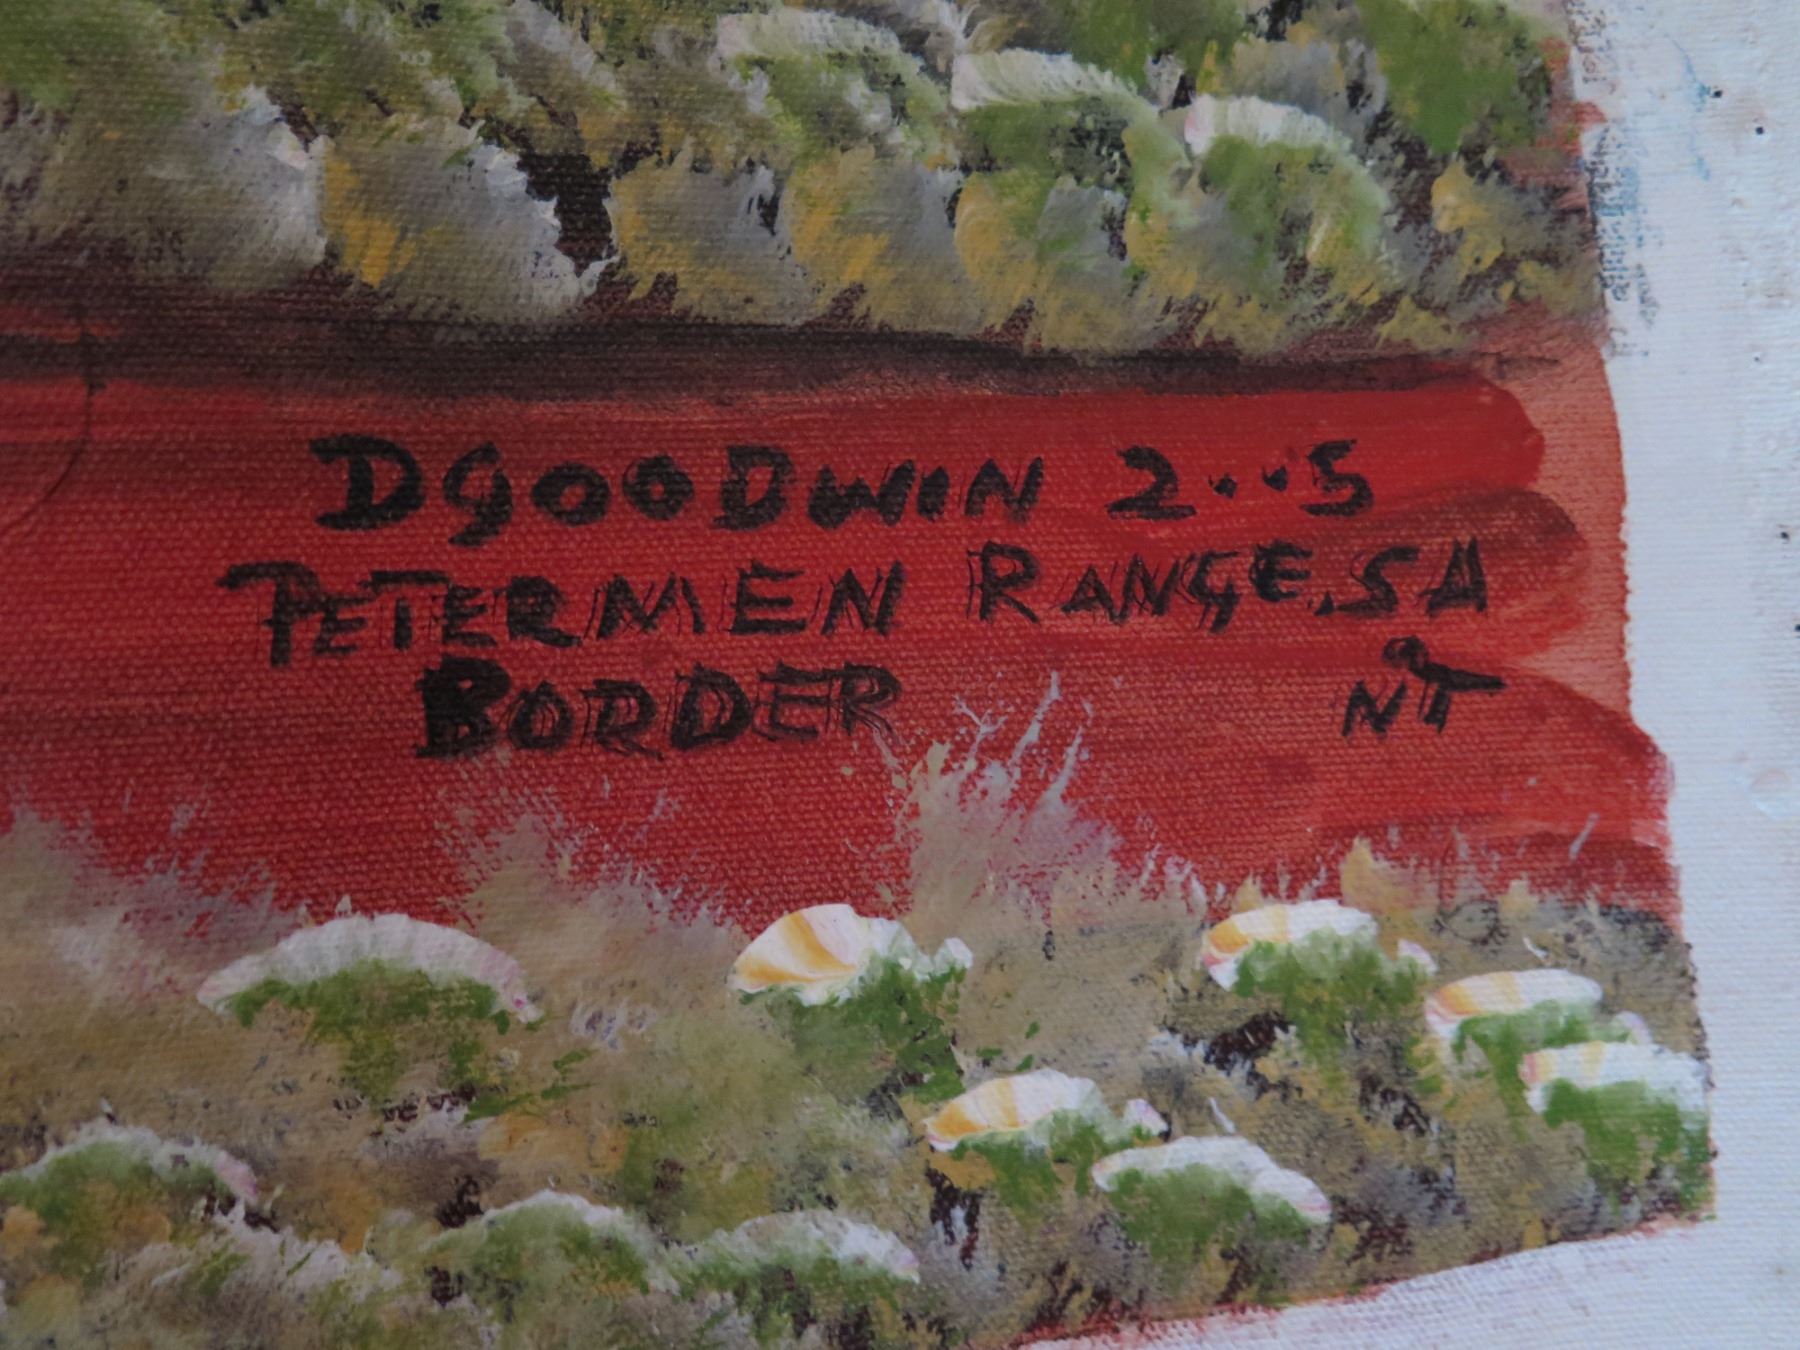 DGOODWIN 2..5
PETERMEN RANGE, SA
BORDER NT